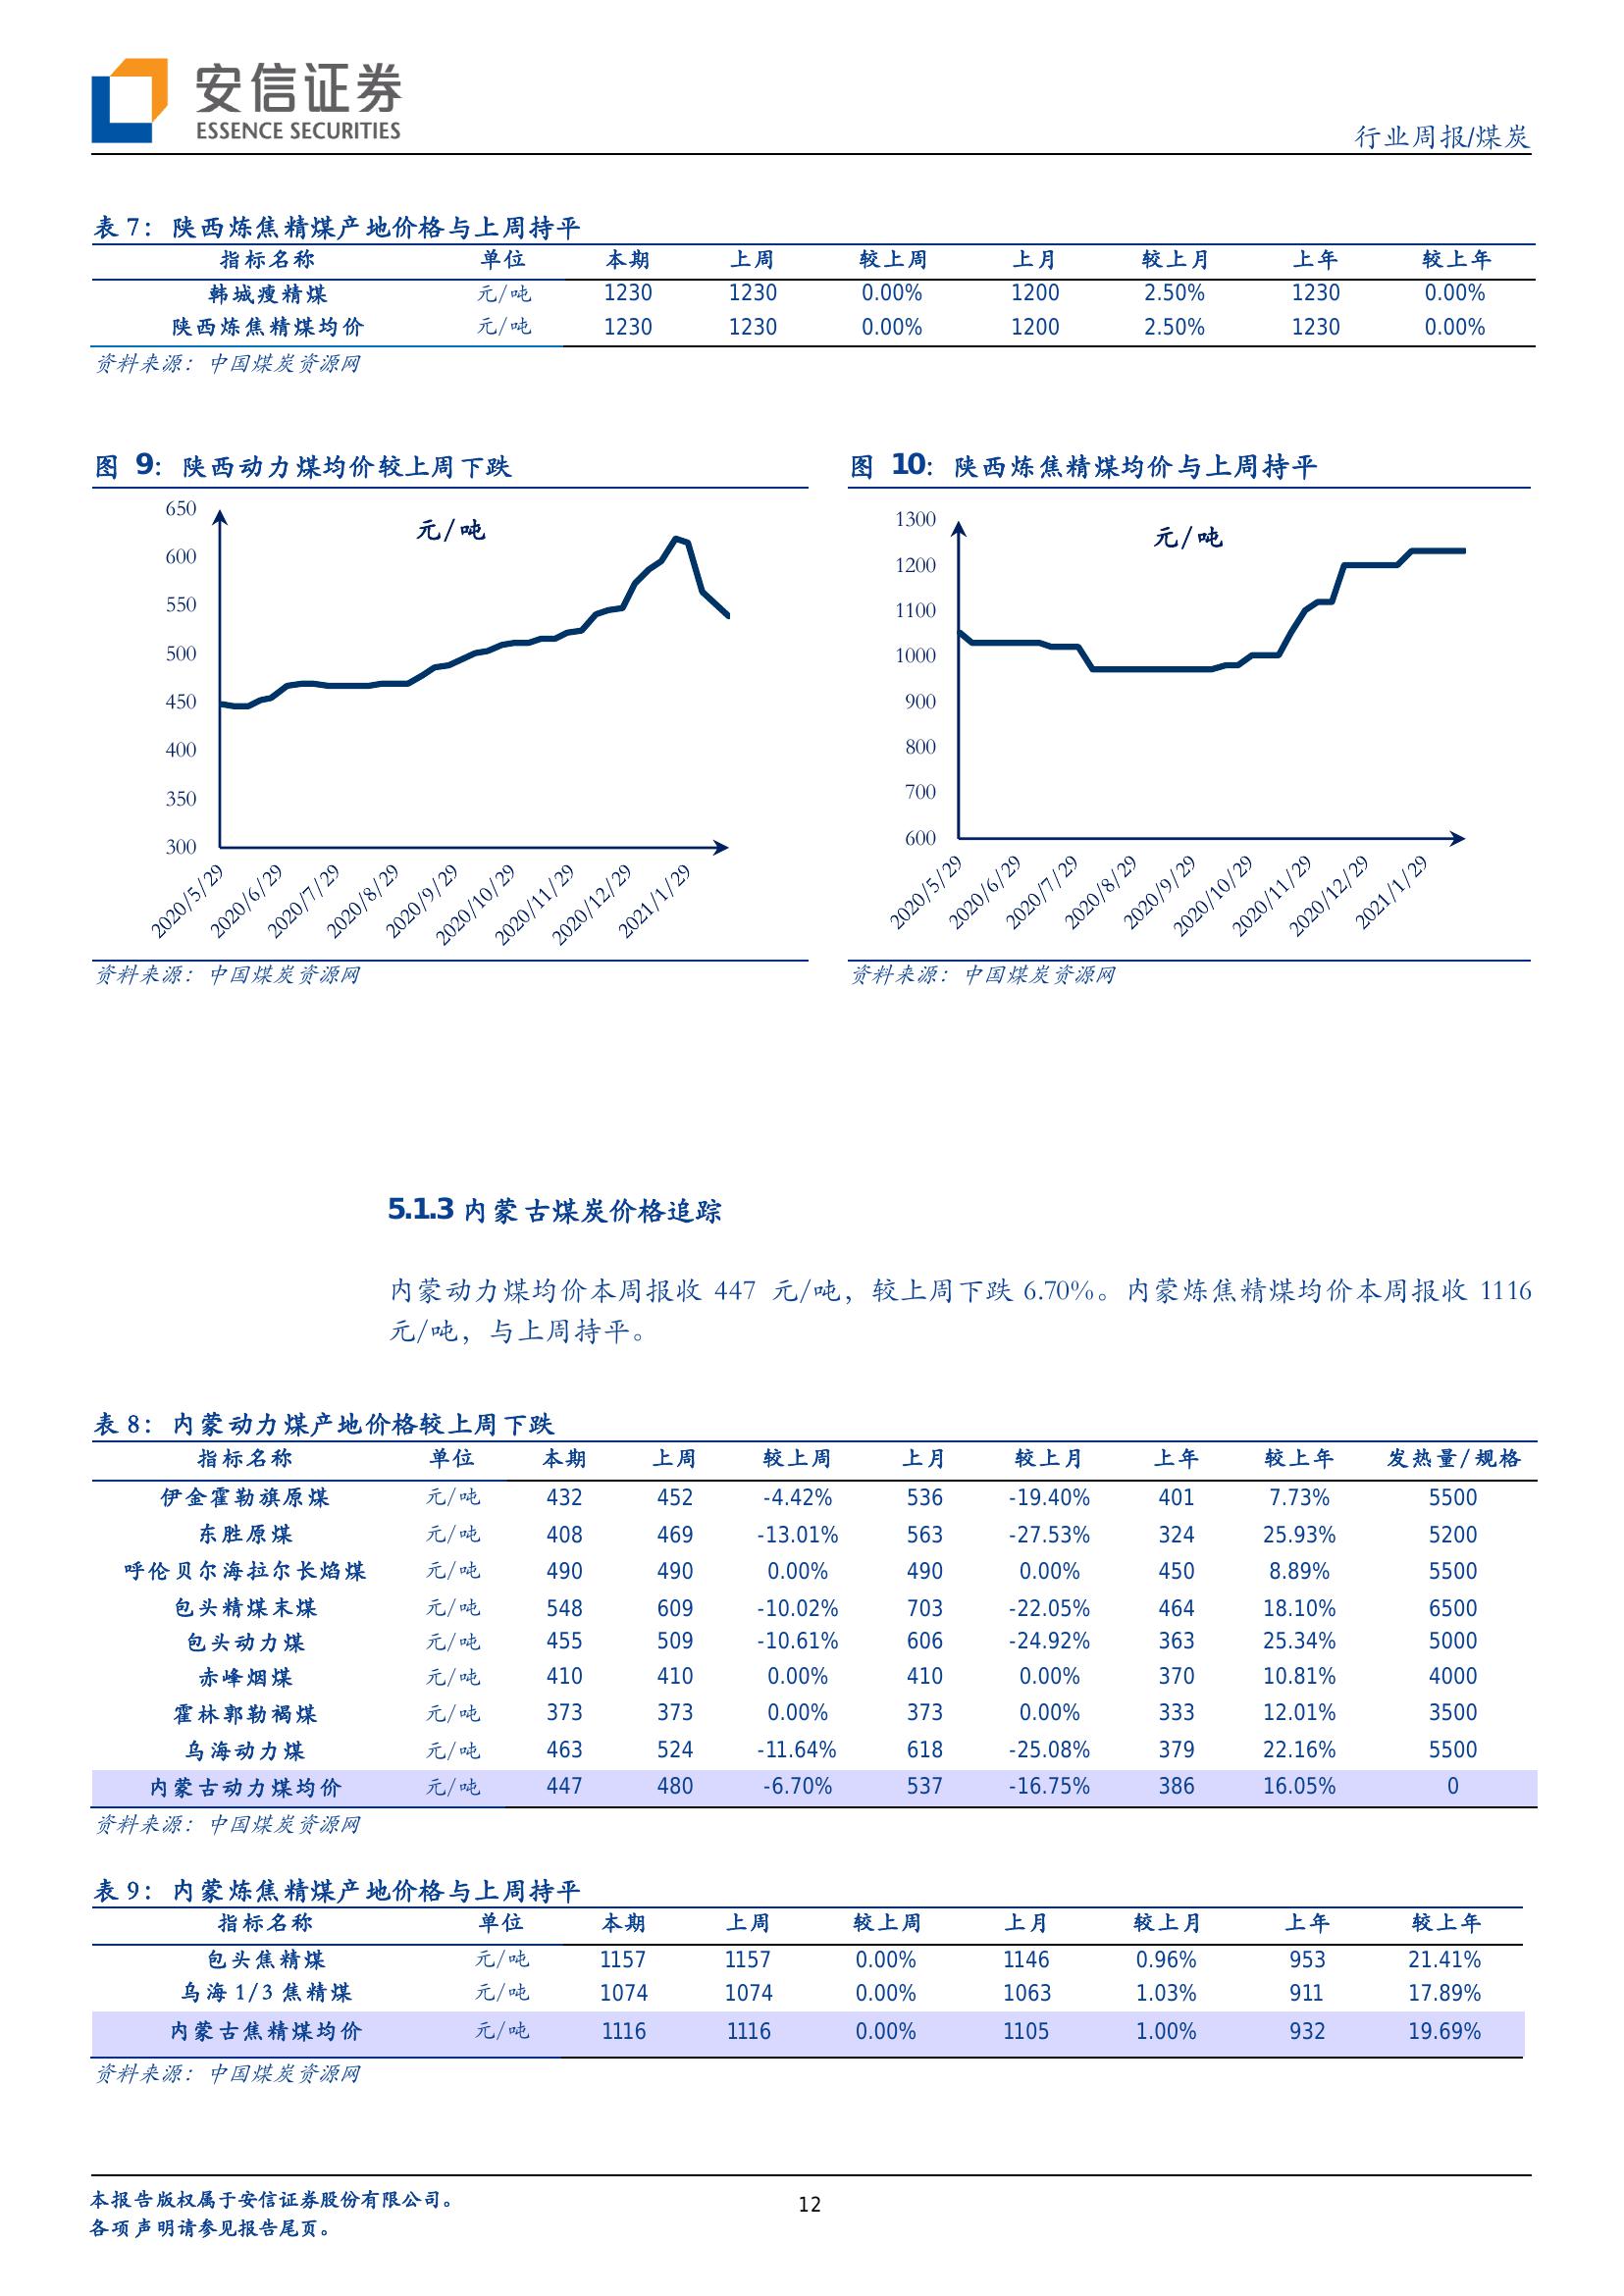 安信证券
ESSENCE SECURITIES
行业周报/煤炭
表 7：陕西炼焦精煤产地价格与上周持平
指标名称 单位 本期 上周 较上周 上月 较上月 上年 较上年
韩城瘦精煤 元/吨 1230 1230 0.00% 1200 2.50% 1230 0.00%
陕西炼焦精煤均价 元/吨 1230 1230 0.00% 1200 2.50% 1230 0.00%
资料来源：中国煤炭资源网
图 9：陕西动力煤均价较上周下跌
元/吨
650
600
550
500
450
400
350
300
2020/5/29 2020/6/29 2020/7/29 2020/8/29 2020/9/29 2020/10/29 2020/11/29 2020/12/29 2021/1/29
资料来源：中国煤炭资源网
图 10：陕西炼焦精煤均价与上周持平
元/吨
1300
1200
1100
1000
900
800
700
600
2020/5/29 2020/6/29 2020/7/29 2020/8/29 2020/9/29 2020/10/29 2020/11/29 2020/12/29 2021/1/29
资料来源：中国煤炭资源网
5.1.3 内蒙古煤炭价格追踪
内蒙动力煤均价本周报收 447 元/吨，较上周下跌 6.70%。内蒙炼焦精煤均价本周报收 1116
元/吨，与上周持平。
表 8：内蒙动力煤产地价格较上周下跌
指标名称 单位 本期 上周 较上周 上月 较上月 上年 较上年 发热量/规格
伊金霍勒旗原煤 元/吨 432 452 -4.42% 536 -19.40% 401 7.73% 5500
东胜原煤 元/吨 408 469 -13.01% 563 -27.53% 324 25.93% 5200
呼伦贝尔海拉尔长焰煤 元/吨 490 490 0.00% 490 0.00% 450 8.89% 5500
包头精煤末煤 元/吨 548 609 -10.02% 703 -22.05% 464 18.10% 6500
包头动力煤 元/吨 455 509 -10.61% 606 -24.92% 363 25.34% 5000
赤峰烟煤 元/吨 410 410 0.00% 410 0.00% 370 10.81% 4000
霍林郭勒褐煤 元/吨 373 373 0.00% 373 0.00% 333 12.01% 3500
乌海动力煤 元/吨 463 524 -11.64% 618 -25.08% 379 22.16% 5500
内蒙古动力煤均价 元/吨 447 480 -6.70% 537 -16.75% 386 16.05% 0
资料来源：中国煤炭资源网
表 9：内蒙炼焦精煤产地价格与上周持平
指标名称 单位 本期 上周 较上周 上月 较上月 上年 较上年
包头焦精煤 元/吨 1157 1157 0.00% 1146 0.96% 953 21.41%
乌海 1/3 焦精煤 元/吨 1074 1074 0.00% 1063 1.03% 911 17.89%
内蒙古焦精煤均价 元/吨 1116 1116 0.00% 1105 1.00% 932 19.69%
资料来源：中国煤炭资源网
本报告版权属于安信证券股份有限公司。
各项声明请参见报告尾页。
12